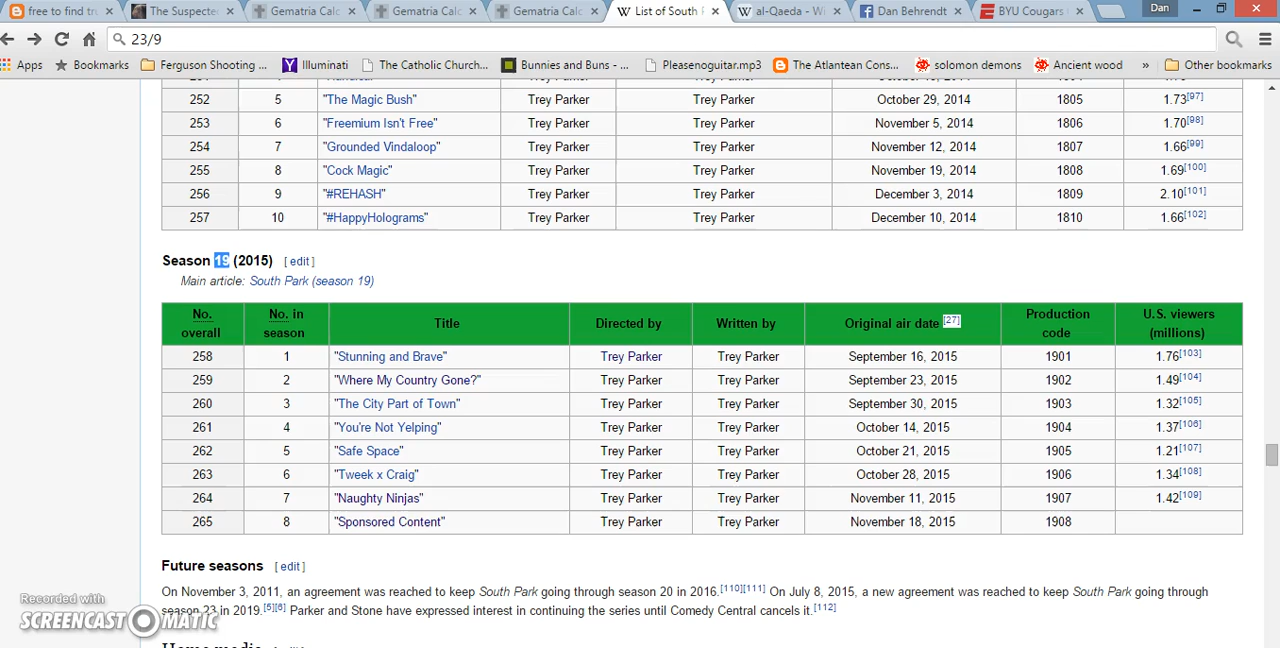 free to find tru
The Suspected
Gematria Calc
Gematria Calc
Gematria Calc
List of South P
al-Qaeda - Wi
Dan Behrendt
BYU Cougars
Dan
23/9
Apps Bookmarks Ferguson Shooting ... Illuminati The Catholic Church... Bunnies and Buns - ... Pleasenoguitar.mp3 The Atlantean Cons... solomon demons Ancient wood » Other bookmarks
252 5 "The Magic Bush" Trey Parker Trey Parker October 29, 2014 1805 1.73[97]
253 6 "Freemium Isn't Free" Trey Parker Trey Parker November 5, 2014 1806 1.70[98]
254 7 "Grounded Vindaloop" Trey Parker Trey Parker November 12, 2014 1807 1.66[99]
255 8 "Cock Magic" Trey Parker Trey Parker November 19, 2014 1808 1.69[100]
256 9 "#REHASH" Trey Parker Trey Parker December 3, 2014 1809 2.10[101]
257 10 "#HappyHolograms" Trey Parker Trey Parker December 10, 2014 1810 1.66[102]
Season 19 (2015) [ edit ]
Main article: South Park (season 19)
No. overall No. in season Title Directed by Written by Original air date [27] Production code U.S. viewers (millions)
258 1 "Stunning and Brave" Trey Parker Trey Parker September 16, 2015 1901 1.76[103]
259 2 "Where My Country Gone?" Trey Parker Trey Parker September 23, 2015 1902 1.49[104]
260 3 "The City Part of Town" Trey Parker Trey Parker September 30, 2015 1903 1.32[105]
261 4 "You're Not Yelping" Trey Parker Trey Parker October 14, 2015 1904 1.37[106]
262 5 "Safe Space" Trey Parker Trey Parker October 21, 2015 1905 1.21[107]
263 6 "Tweek x Craig" Trey Parker Trey Parker October 28, 2015 1906 1.34[108]
264 7 "Naughty Ninjas" Trey Parker Trey Parker November 11, 2015 1907 1.42[109]
265 8 "Sponsored Content" Trey Parker Trey Parker November 18, 2015 1908
Future seasons [ edit ]
On November 3, 2011, an agreement was reached to keep South Park going through season 20 in 2016.[110][111] On July 8, 2015, a new agreement was reached to keep South Park going through
season 23 in 2019.[5][6] Parker and Stone have expressed interest in continuing the series until Comedy Central cancels it.[112]
Recorded with
SCREENCAST-O-MATIC
Home media